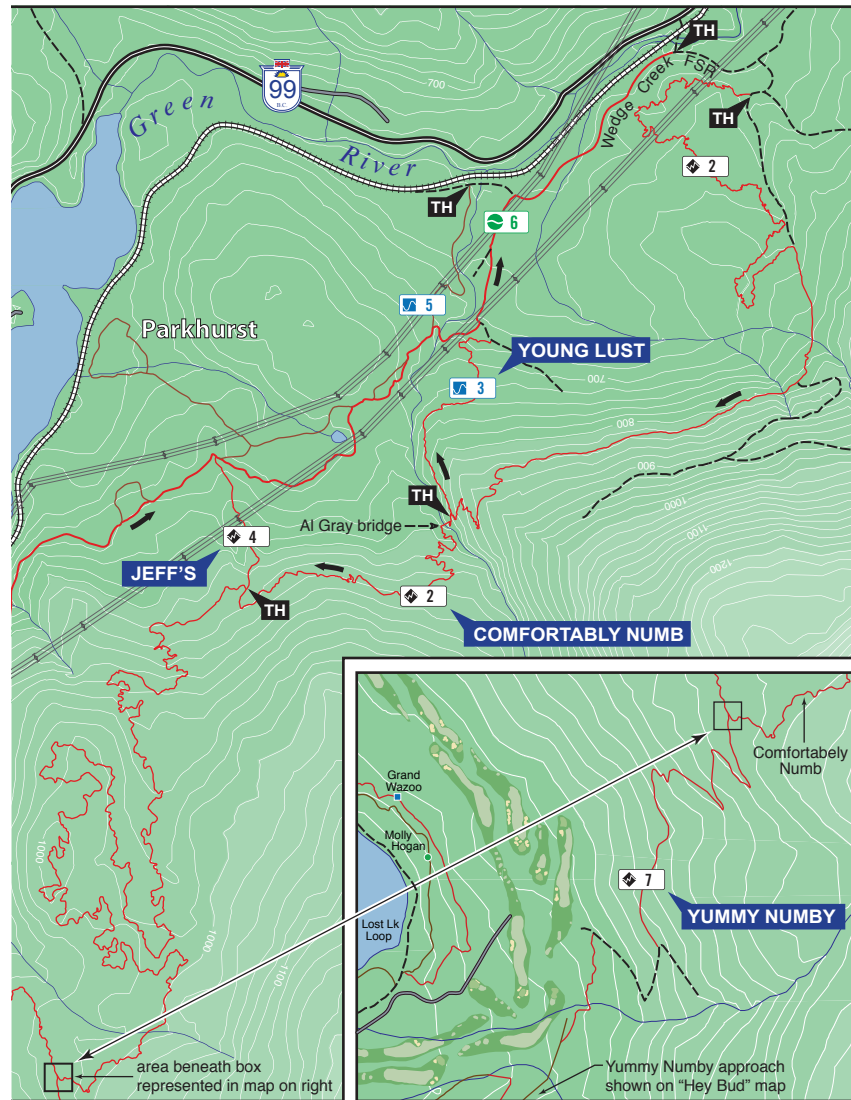 TH
Wedge Creek FSR
700
99
B.C.
Green
River
TH
2
TH
6
5
Parkhurst
YOUNG LUST
3
700
800
900
1000
1100
1200
TH
Al Gray bridge
4
JEFF'S
2
TH
COMFORTABLY NUMB
1000
1000
1100
Grand
Wazoo
Molly
Hogan
Lost Lk
Loop
Comfortabely
Numb
7
YUMMY NUMBY
area beneath box
represented in map on right
Yummy Numby approach
shown on “Hey Bud” map